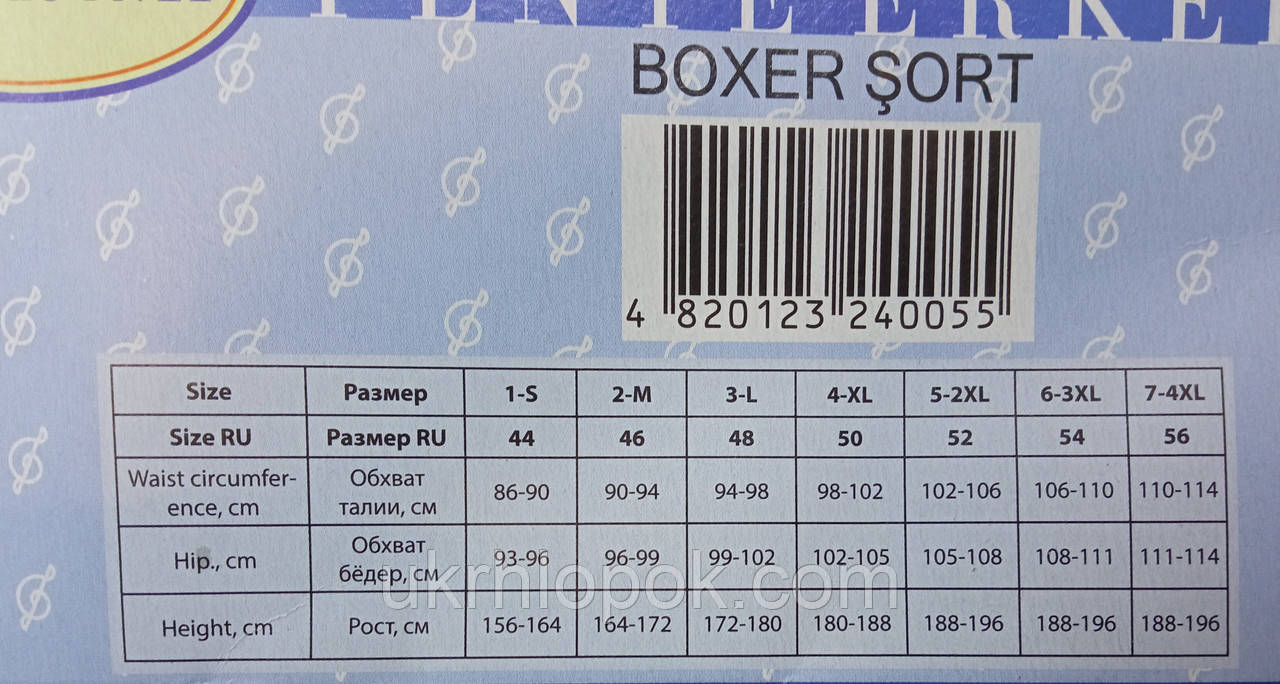 BOXER ŞORT
4 820123 240055
Size Размер 1-S 2-M 3-L 4-XL 5-2XL 6-3XL 7-4XL
Size RU Размер RU 44 46 48 50 52 54 56
Waist circumfer-
ence, cm Обхват
талии, см 86-90 90-94 94-98 98-102 102-106 106-110 110-114
Hip., cm Обхват
бёдер, см 93-96 96-99 99-102 102-105 105-108 108-111 111-114
Height, cm Рост, см 156-164 164-172 172-180 180-188 188-196 188-196 188-196
ukrhlopok.com